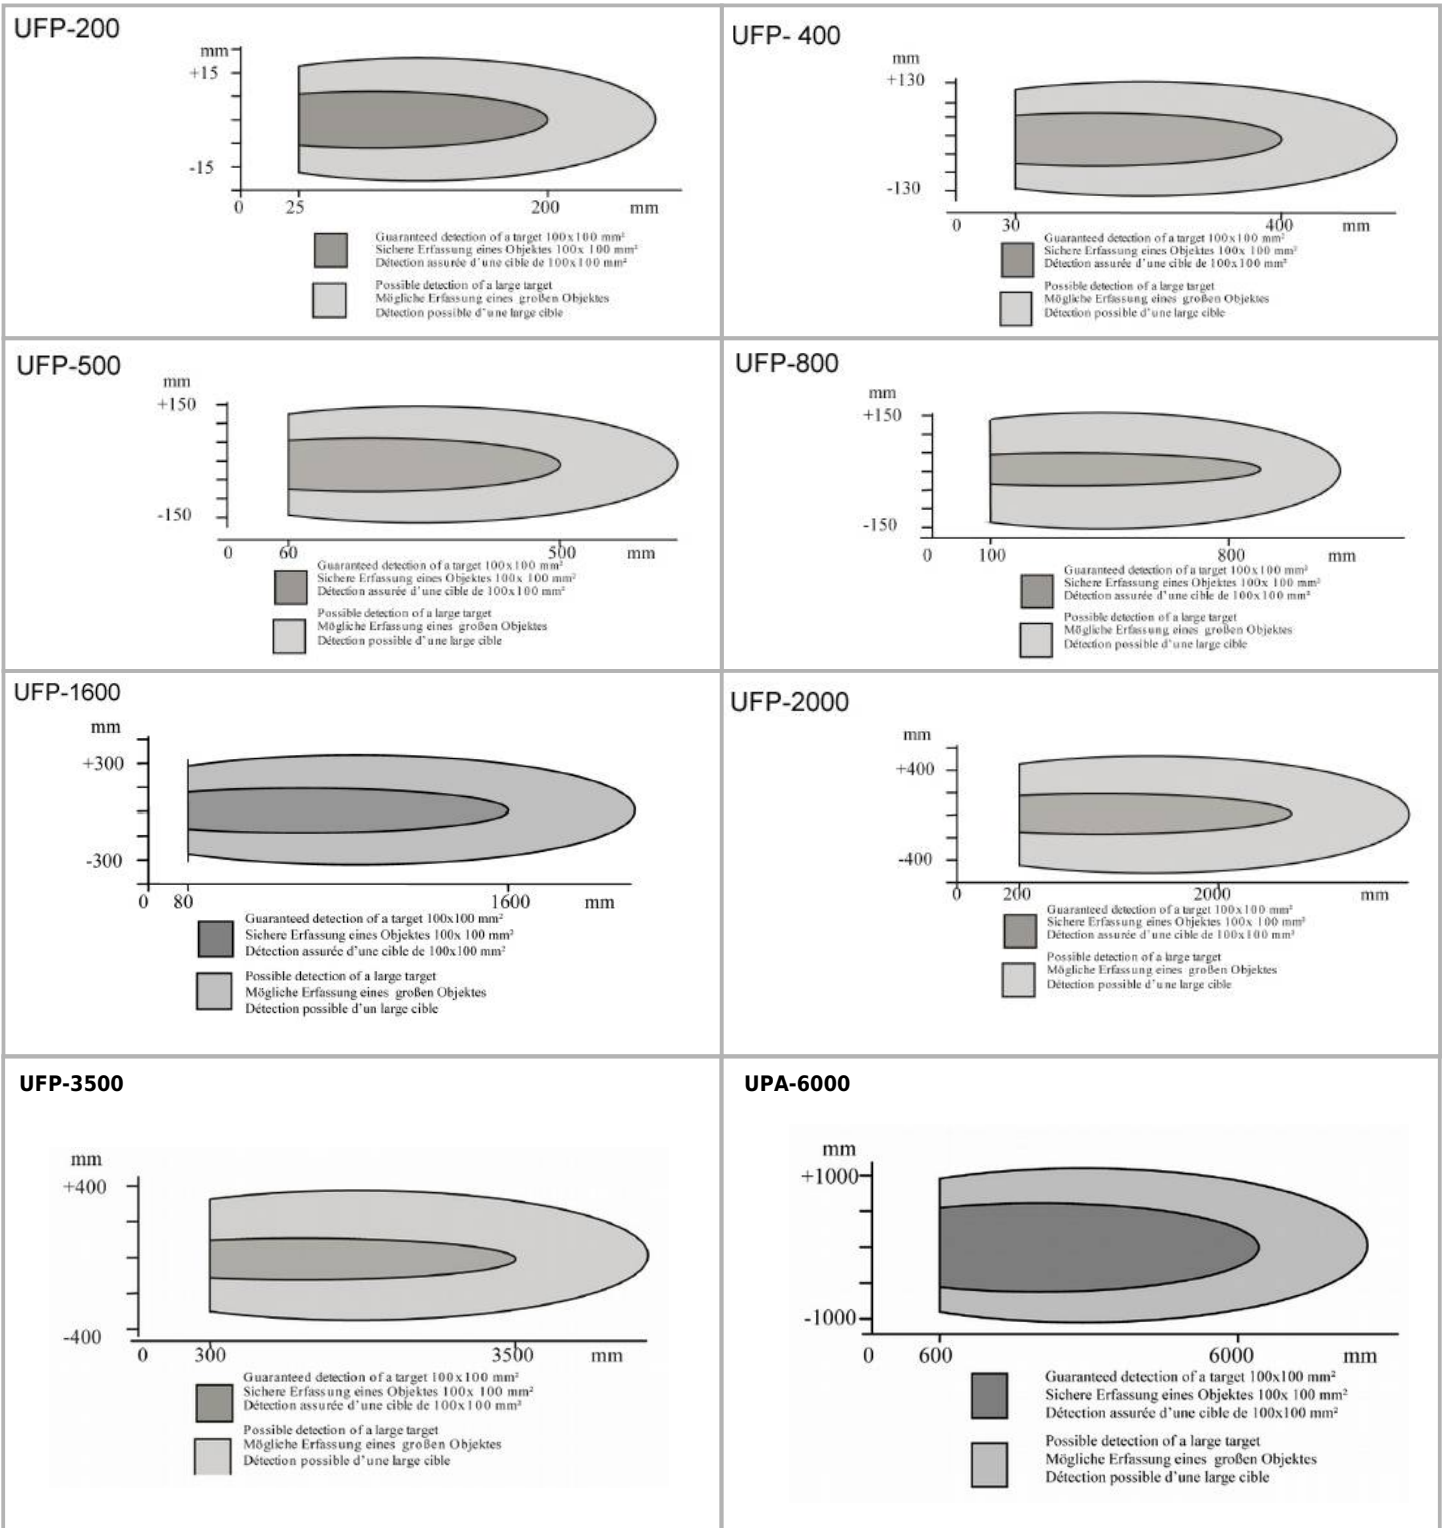 UFP-200
mm
+15
-15
0 25 200 mm
Guaranteed detection of a target 100x100 mm²
Sichere Erfassung eines Objektes 100x 100 mm²
Détection assurée d'une cible de 100x100 mm²
Possible detection of a large target
Mögliche Erfassung eines großen Objektes
Détection possible d'une large cible
UFP- 400
mm
+130
-130
0 30 400 mm
Guaranteed detection of a target 100x100 mm²
Sichere Erfassung eines Objektes 100x 100 mm²
Détection assurée d'une cible de 100x100 mm²
Possible detection of a large target
Mögliche Erfassung eines großen Objektes
Détection possible d'une large cible
UFP-500
mm
+150
-150
0 60 500 mm
Guaranteed detection of a target 100x100 mm²
Sichere Erfassung eines Objektes 100x 100 mm²
Détection assurée d'une cible de 100x100 mm²
Possible detection of a large target
Mögliche Erfassung eines großen Objektes
Détection possible d'une large cible
UFP-800
mm
+150
-150
0 100 800 mm
Guaranteed detection of a target 100x100 mm²
Sichere Erfassung eines Objektes 100x 100 mm²
Détection assurée d'une cible de 100x100 mm²
Possible detection of a large target
Mögliche Erfassung eines großen Objektes
Détection possible d'une large cible
UFP-1600
mm
+300
-300
0 80 1600 mm
Guaranteed detection of a target 100x100 mm²
Sichere Erfassung eines Objektes 100x 100 mm²
Détection assurée d'une cible de 100x100 mm²
Possible detection of a large target
Mögliche Erfassung eines großen Objektes
Détection possible d'un large cible
UFP-2000
mm
+400
-400
0 200 2000 mm
Guaranteed detection of a target 100x100 mm²
Sichere Erfassung eines Objektes 100x 100 mm²
Détection assurée d'une cible de 100x100 mm²
Possible detection of a large target
Mögliche Erfassung eines großen Objektes
Détection possible d'une large cible
UFP-3500
mm
+400
-400
0 300 3500 mm
Guaranteed detection of a target 100x100 mm²
Sichere Erfassung eines Objektes 100x 100 mm²
Détection assurée d'une cible de 100x100 mm²
Possible detection of a large target
Mögliche Erfassung eines großen Objektes
Détection possible d'une large cible
UPA-6000
mm
+1000
-1000
0 600 6000 mm
Guaranteed detection of a target 100x100 mm²
Sichere Erfassung eines Objektes 100x 100 mm²
Détection assurée d'une cible de 100x100 mm²
Possible detection of a large target
Mögliche Erfassung eines großen Objektes
Détection possible d'une large cible